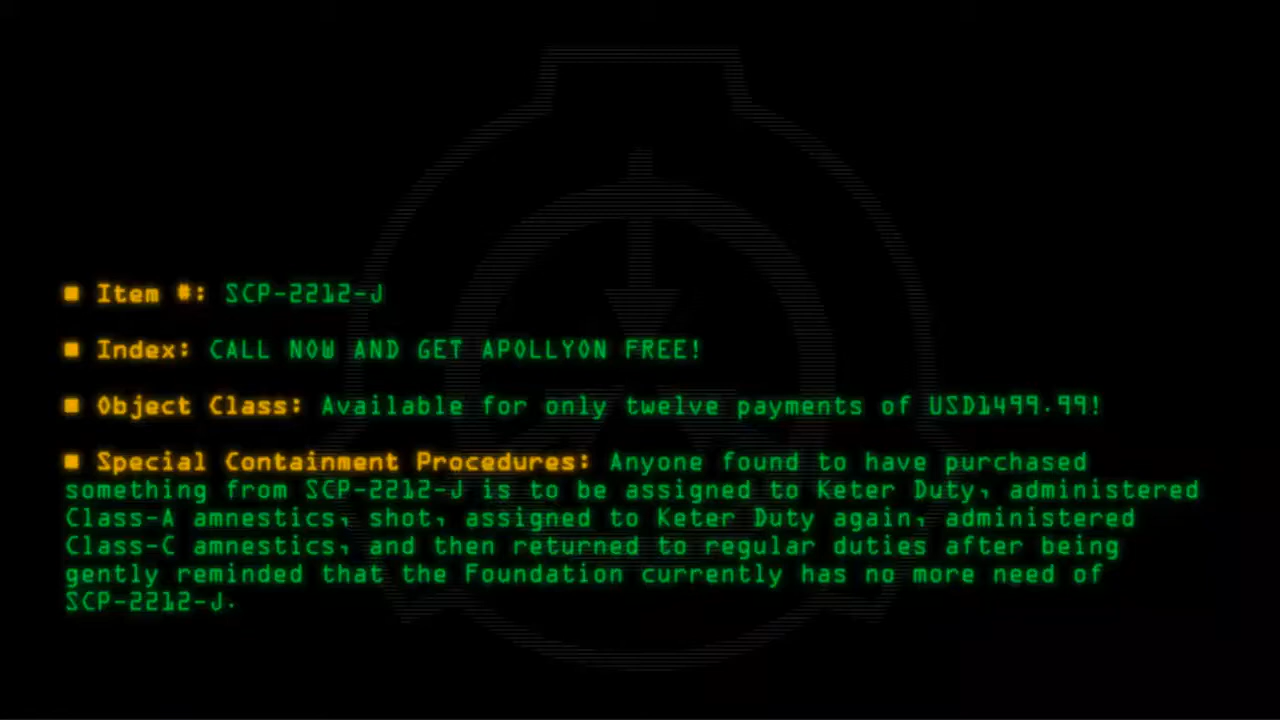 ■ Item #: SCP-2212-J
■ Index: CALL NOW AND GET APOLLYON FREE!
■ Object Class: Available for only twelve payments of USD1499.99!
■ Special Containment Procedures: Anyone found to have purchased
something from SCP-2212-J is to be assigned to Keter Duty, administered
Class-A amnestics, shot, assigned to Keter Duty again, administered
Class-C amnestics, and then returned to regular duties after being
gently reminded that the Foundation currently has no more need of
SCP-2212-J.